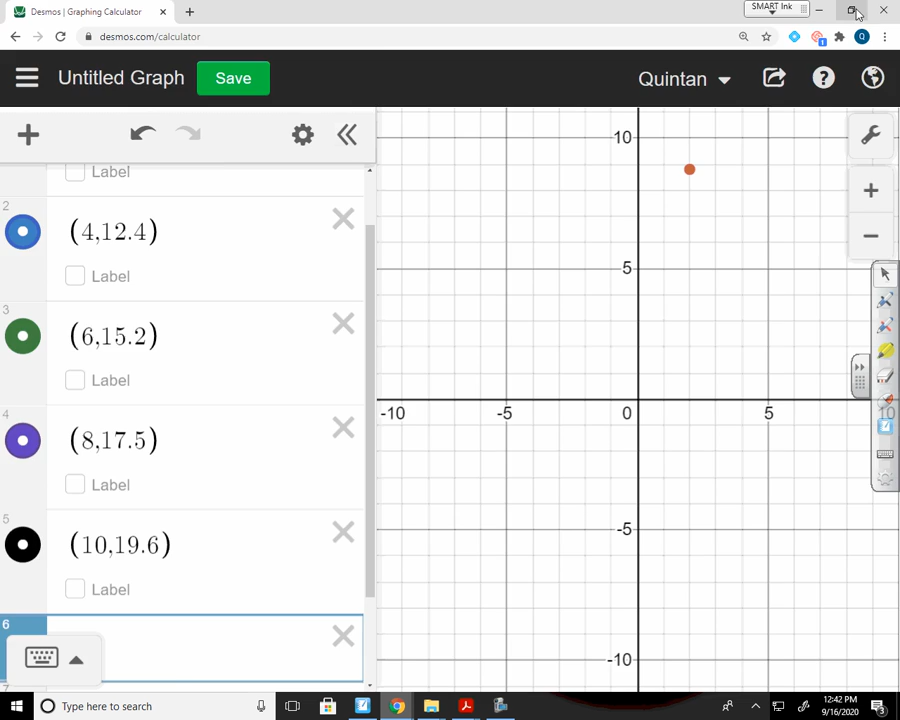 Desmos | Graphing Calculator
SMART Ink
desmos.com/calculator
Q
Untitled Graph
Save
Quintan
Label
2
(4,12.4)
Label
3
(6,15.2)
Label
4
(8,17.5)
Label
5
(10,19.6)
Label
6
7
10
5
-10
-5
0
5
10
-5
-10
Type here to search
12:42 PM
9/16/2020
3